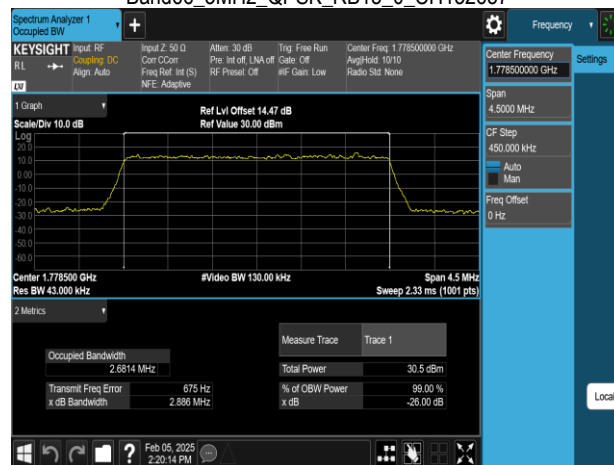 Spectrum Analyzer 1
Occupied BW
Frequency
KEYSIGHT
RL
LXI
Input: RF
Coupling: DC
Align: Auto
Input Z: 50 Ω
Corr CCorr
Freq Ref: Int (S)
NFE: Adaptive
Atten: 30 dB
Pre: Int off, LNA off
RF Presel: Off
Trig: Free Run
Gate: Off
#IF Gain: Low
Center Freq: 1.778500000 GHz
Avg|Hold: 10/10
Radio Std: None
Center Frequency
1.778500000 GHz
Settings
Span
4.5000 MHz
CF Step
450.000 kHz
Auto
Man
Freq Offset
0 Hz
Local
1 Graph
Scale/Div 10.0 dB
Ref Lvl Offset 14.47 dB
Ref Value 30.00 dBm
Log
20.0
10.0
0.00
-10.0
-20.0
-30.0
-40.0
-50.0
-60.0
Center 1.778500 GHz
Res BW 43.000 kHz
#Video BW 130.00 kHz
Span 4.5 MHz
Sweep 2.33 ms (1001 pts)
2 Metrics
Measure Trace
Trace 1
Occupied Bandwidth
2.6814 MHz
Total Power
30.5 dBm
Transmit Freq Error
675 Hz
% of OBW Power
99.00 %
x dB Bandwidth
2.886 MHz
x dB
-26.00 dB
Feb 05, 2025
2:20:14 PM